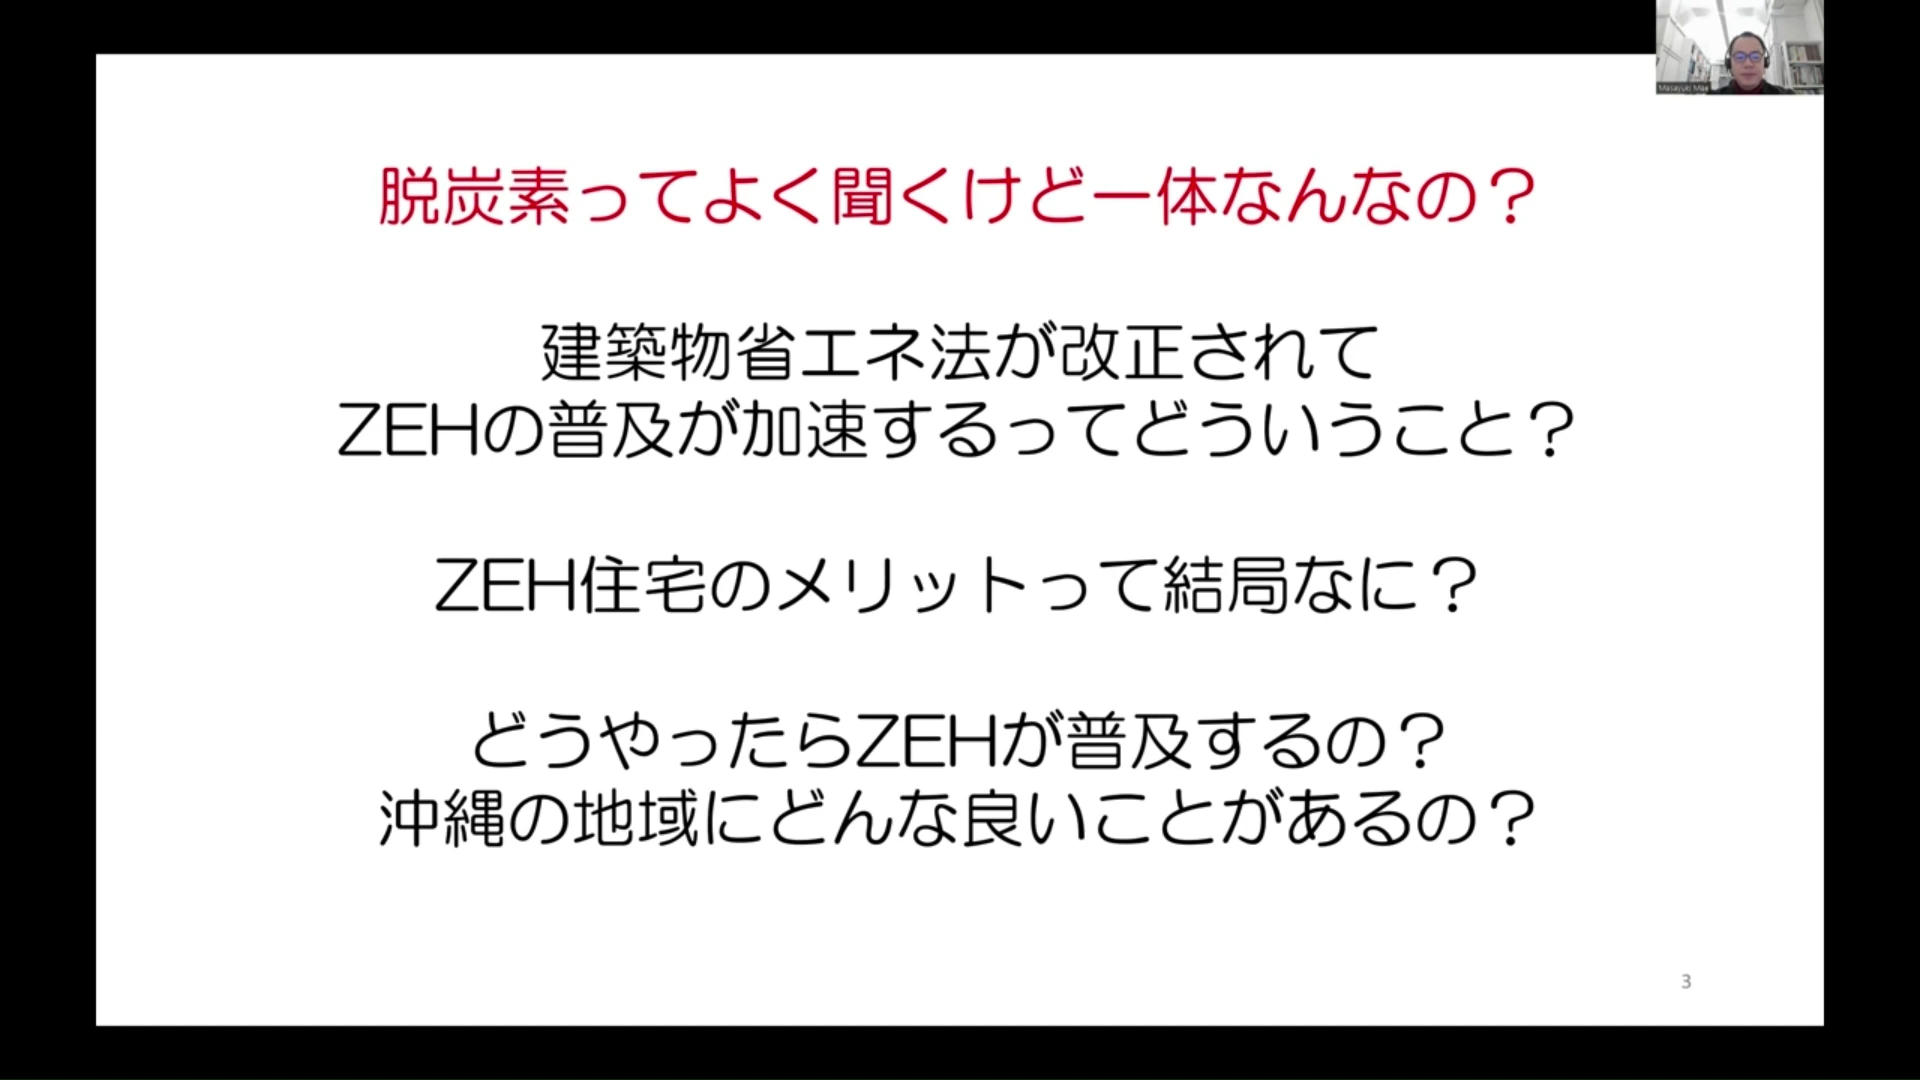 Masayuki Mae
脱炭素ってよく聞くけど一体なんなの？
建築物省エネ法が改正されて
ZEHの普及が加速するってどういうこと？
ZEH住宅のメリットって結局なに？
どうやったらZEHが普及するの？
沖縄の地域にどんな良いことがあるの？
3